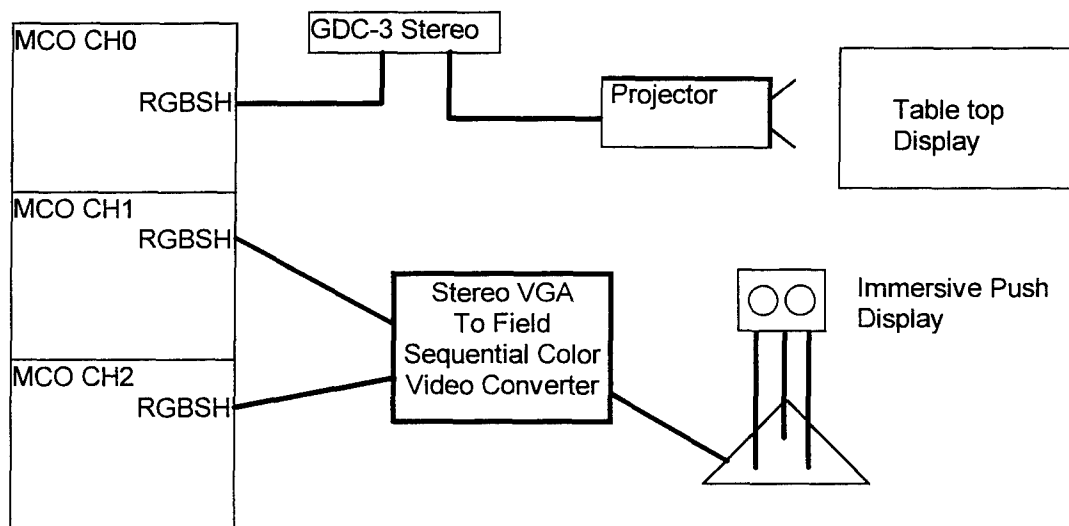 MCO CH0
RGBSH
GDC-3 Stereo
Projector
Table top
Display
MCO CH1
RGBSH
Stereo VGA
To Field
Sequential Color
Video Converter
Immersive Push
Display
MCO CH2
RGBSH